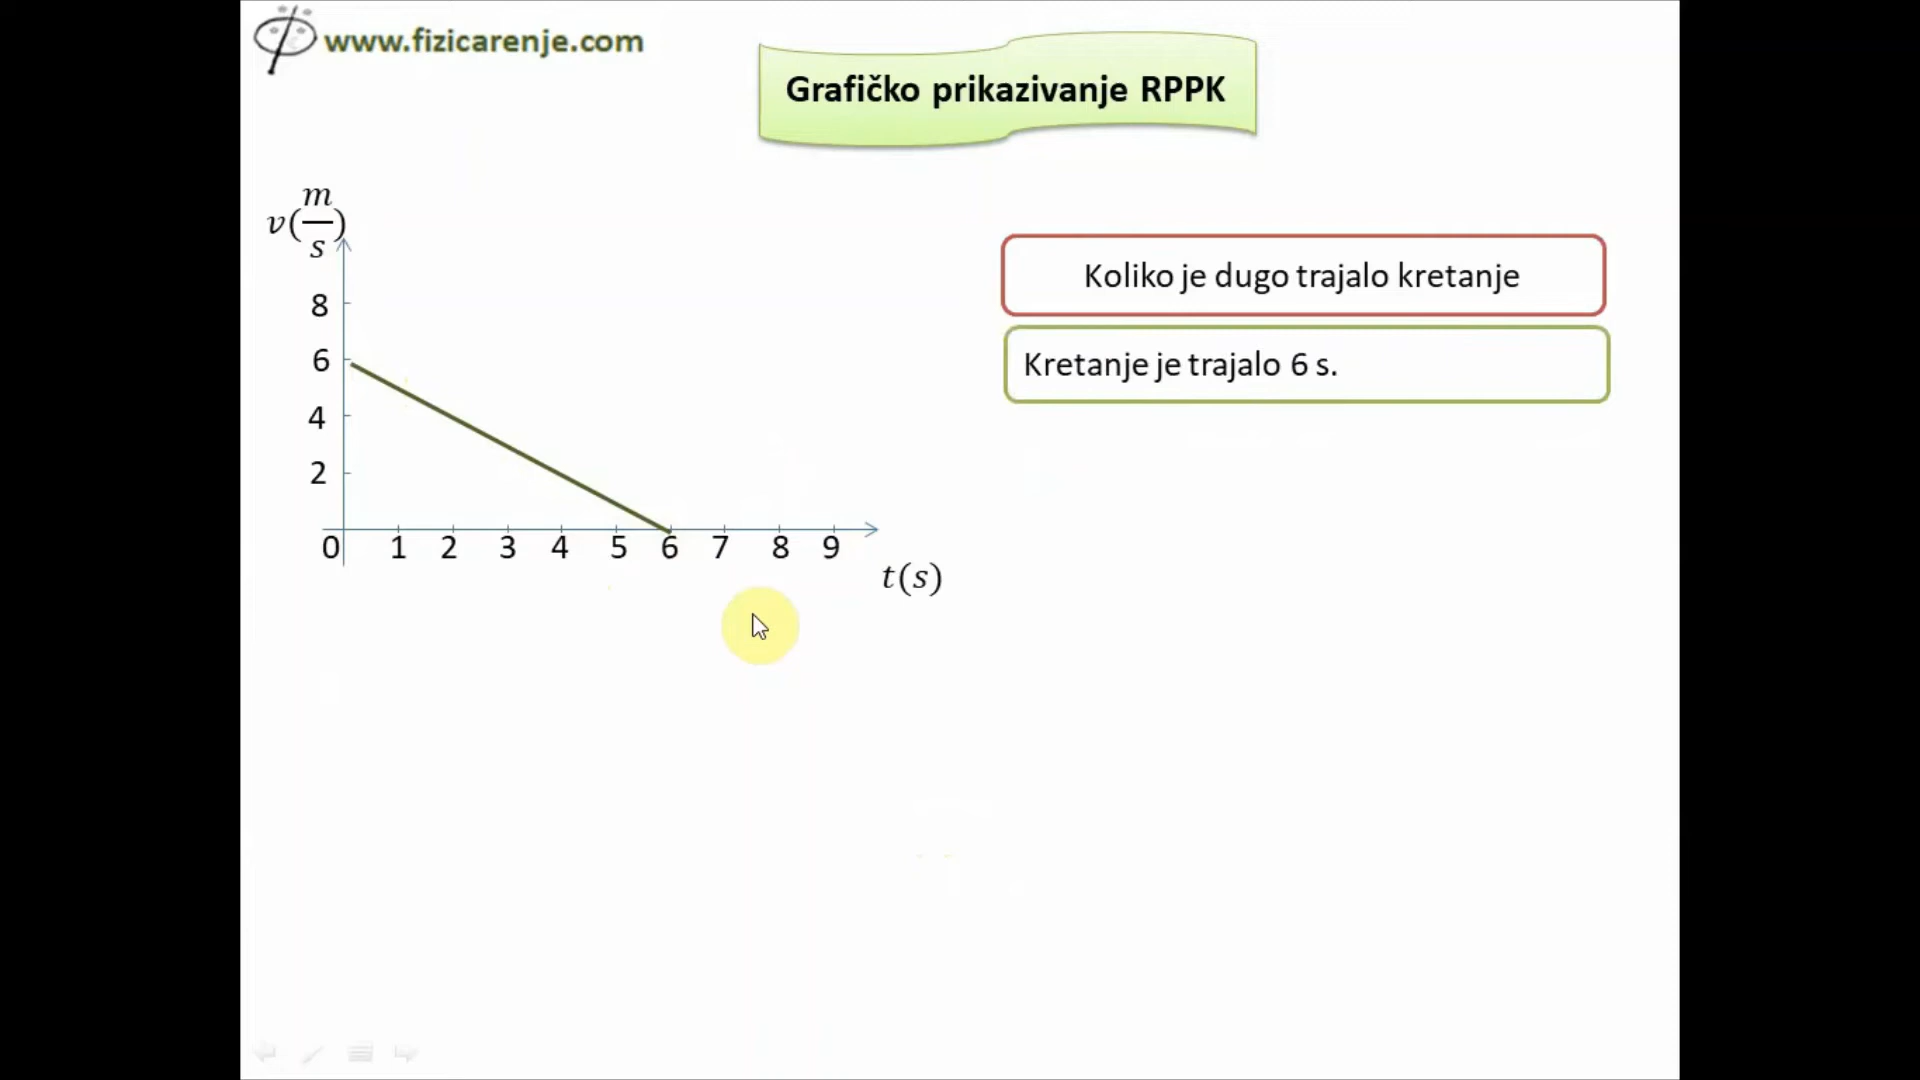 www.fizicarenje.com
Grafičko prikazivanje RPPK
v(m/s)
8
6
4
2
0 1 2 3 4 5 6 7 8 9
t(s)
Koliko je dugo trajalo kretanje
Kretanje je trajalo 6 s.